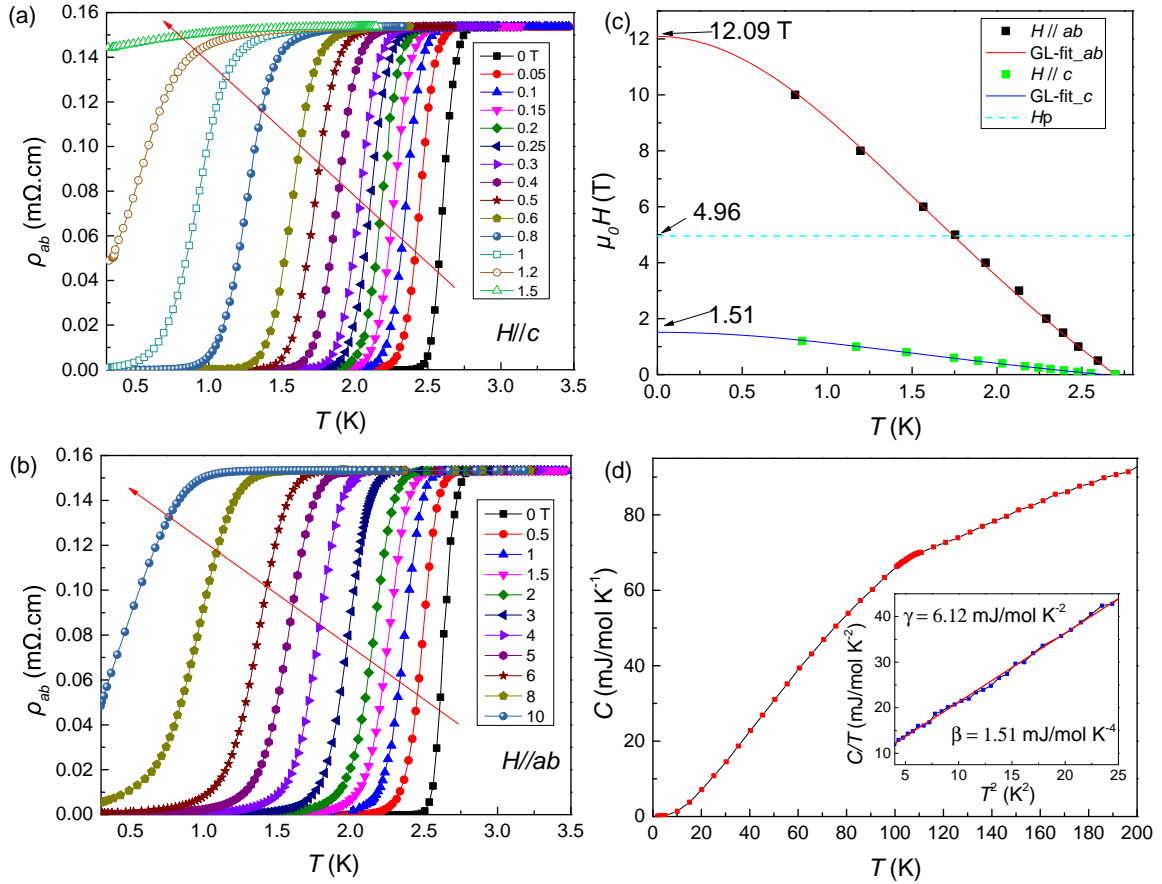 (a)
0.16
0.14
0.12
0.10
0.08
0.06
0.04
0.02
0.00
ρab (mΩ.cm)
0 T
0.05
0.1
0.15
0.2
0.25
0.3
0.4
0.5
0.6
0.8
1
1.2
1.5
H//c
0.5 1.0 1.5 2.0 2.5 3.0 3.5
T (K)
(b)
0.16
0.14
0.12
0.10
0.08
0.06
0.04
0.02
0.00
ρab (mΩ.cm)
0 T
0.5
1
1.5
2
3
4
5
6
8
10
H//ab
0.5 1.0 1.5 2.0 2.5 3.0 3.5
T (K)
(c)
12
10
8
6
4
2
0
μ0H (T)
12.09 T
4.96
1.51
H // ab
GL-fit_ab
H // c
GL-fit_c
Hp
0.0 0.5 1.0 1.5 2.0 2.5
T (K)
(d)
80
60
40
20
0
C (mJ/mol K-1)
0 20 40 60 80 100 120 140 160 180 200
T (K)
40
30
20
10
C/T (mJ/mol K-2)
γ = 6.12 mJ/mol K-2
β = 1.51 mJ/mol K-4
5 10 15 20 25
T2 (K2)